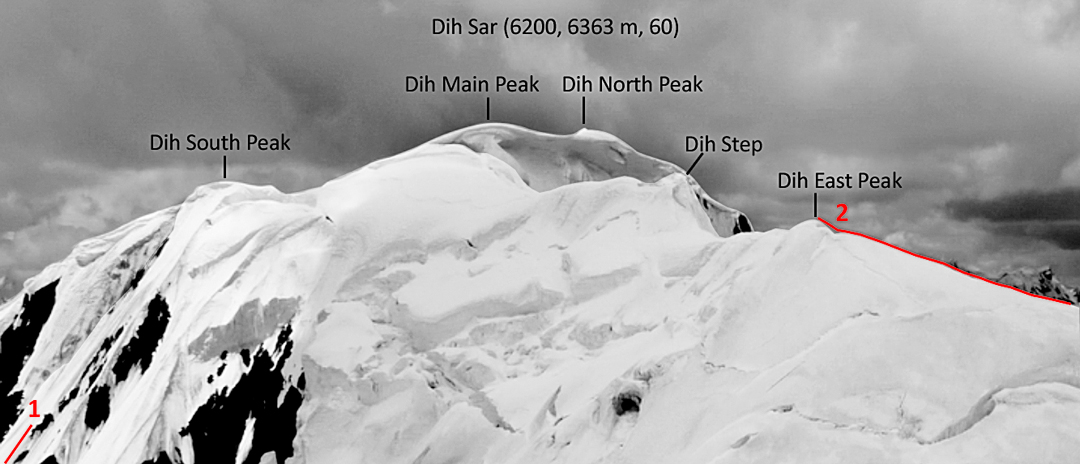 Dih Sar (6200, 6363 m, 60)
Dih Main Peak
Dih North Peak
Dih South Peak
Dih Step
Dih East Peak
2
1